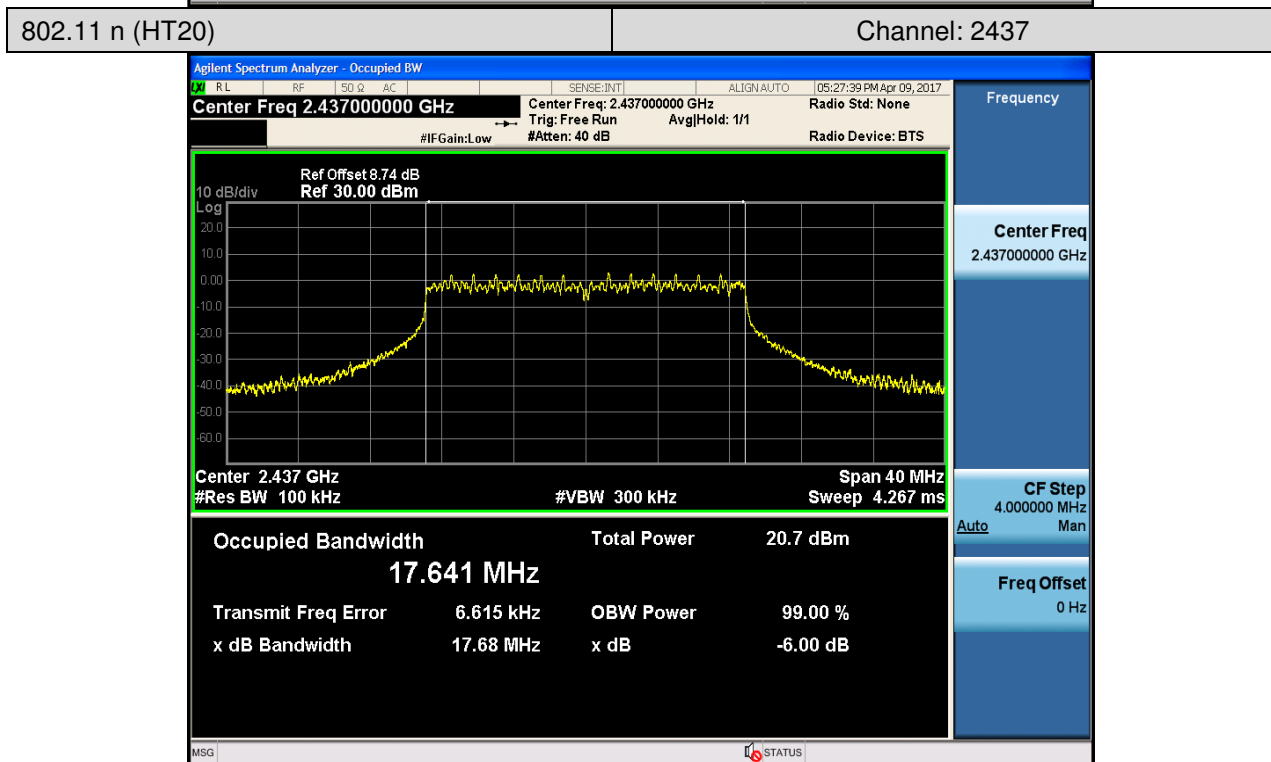 802.11 n (HT20) Channel: 2437
Agilent Spectrum Analyzer - Occupied BW
LXI RL RF 50 Ω AC SENSE:INT ALIGN AUTO 05:27:39 PM Apr 09, 2017
Center Freq 2.437000000 GHz Center Freq: 2.437000000 GHz Radio Std: None
Trig: Free Run Avg|Hold: 1/1
#IFGain:Low #Atten: 40 dB Radio Device: BTS
Ref Offset 8.74 dB
10 dB/div Ref 30.00 dBm
Log
20.0
10.0
0.00
-10.0
-20.0
-30.0
-40.0
-50.0
-60.0
Center 2.437 GHz Span 40 MHz
#Res BW 100 kHz #VBW 300 kHz Sweep 4.267 ms
Occupied Bandwidth Total Power 20.7 dBm
17.641 MHz
Transmit Freq Error 6.615 kHz OBW Power 99.00 %
x dB Bandwidth 17.68 MHz x dB -6.00 dB
Frequency
Center Freq
2.437000000 GHz
CF Step
4.000000 MHz
Auto Man
Freq Offset
0 Hz
MSG STATUS